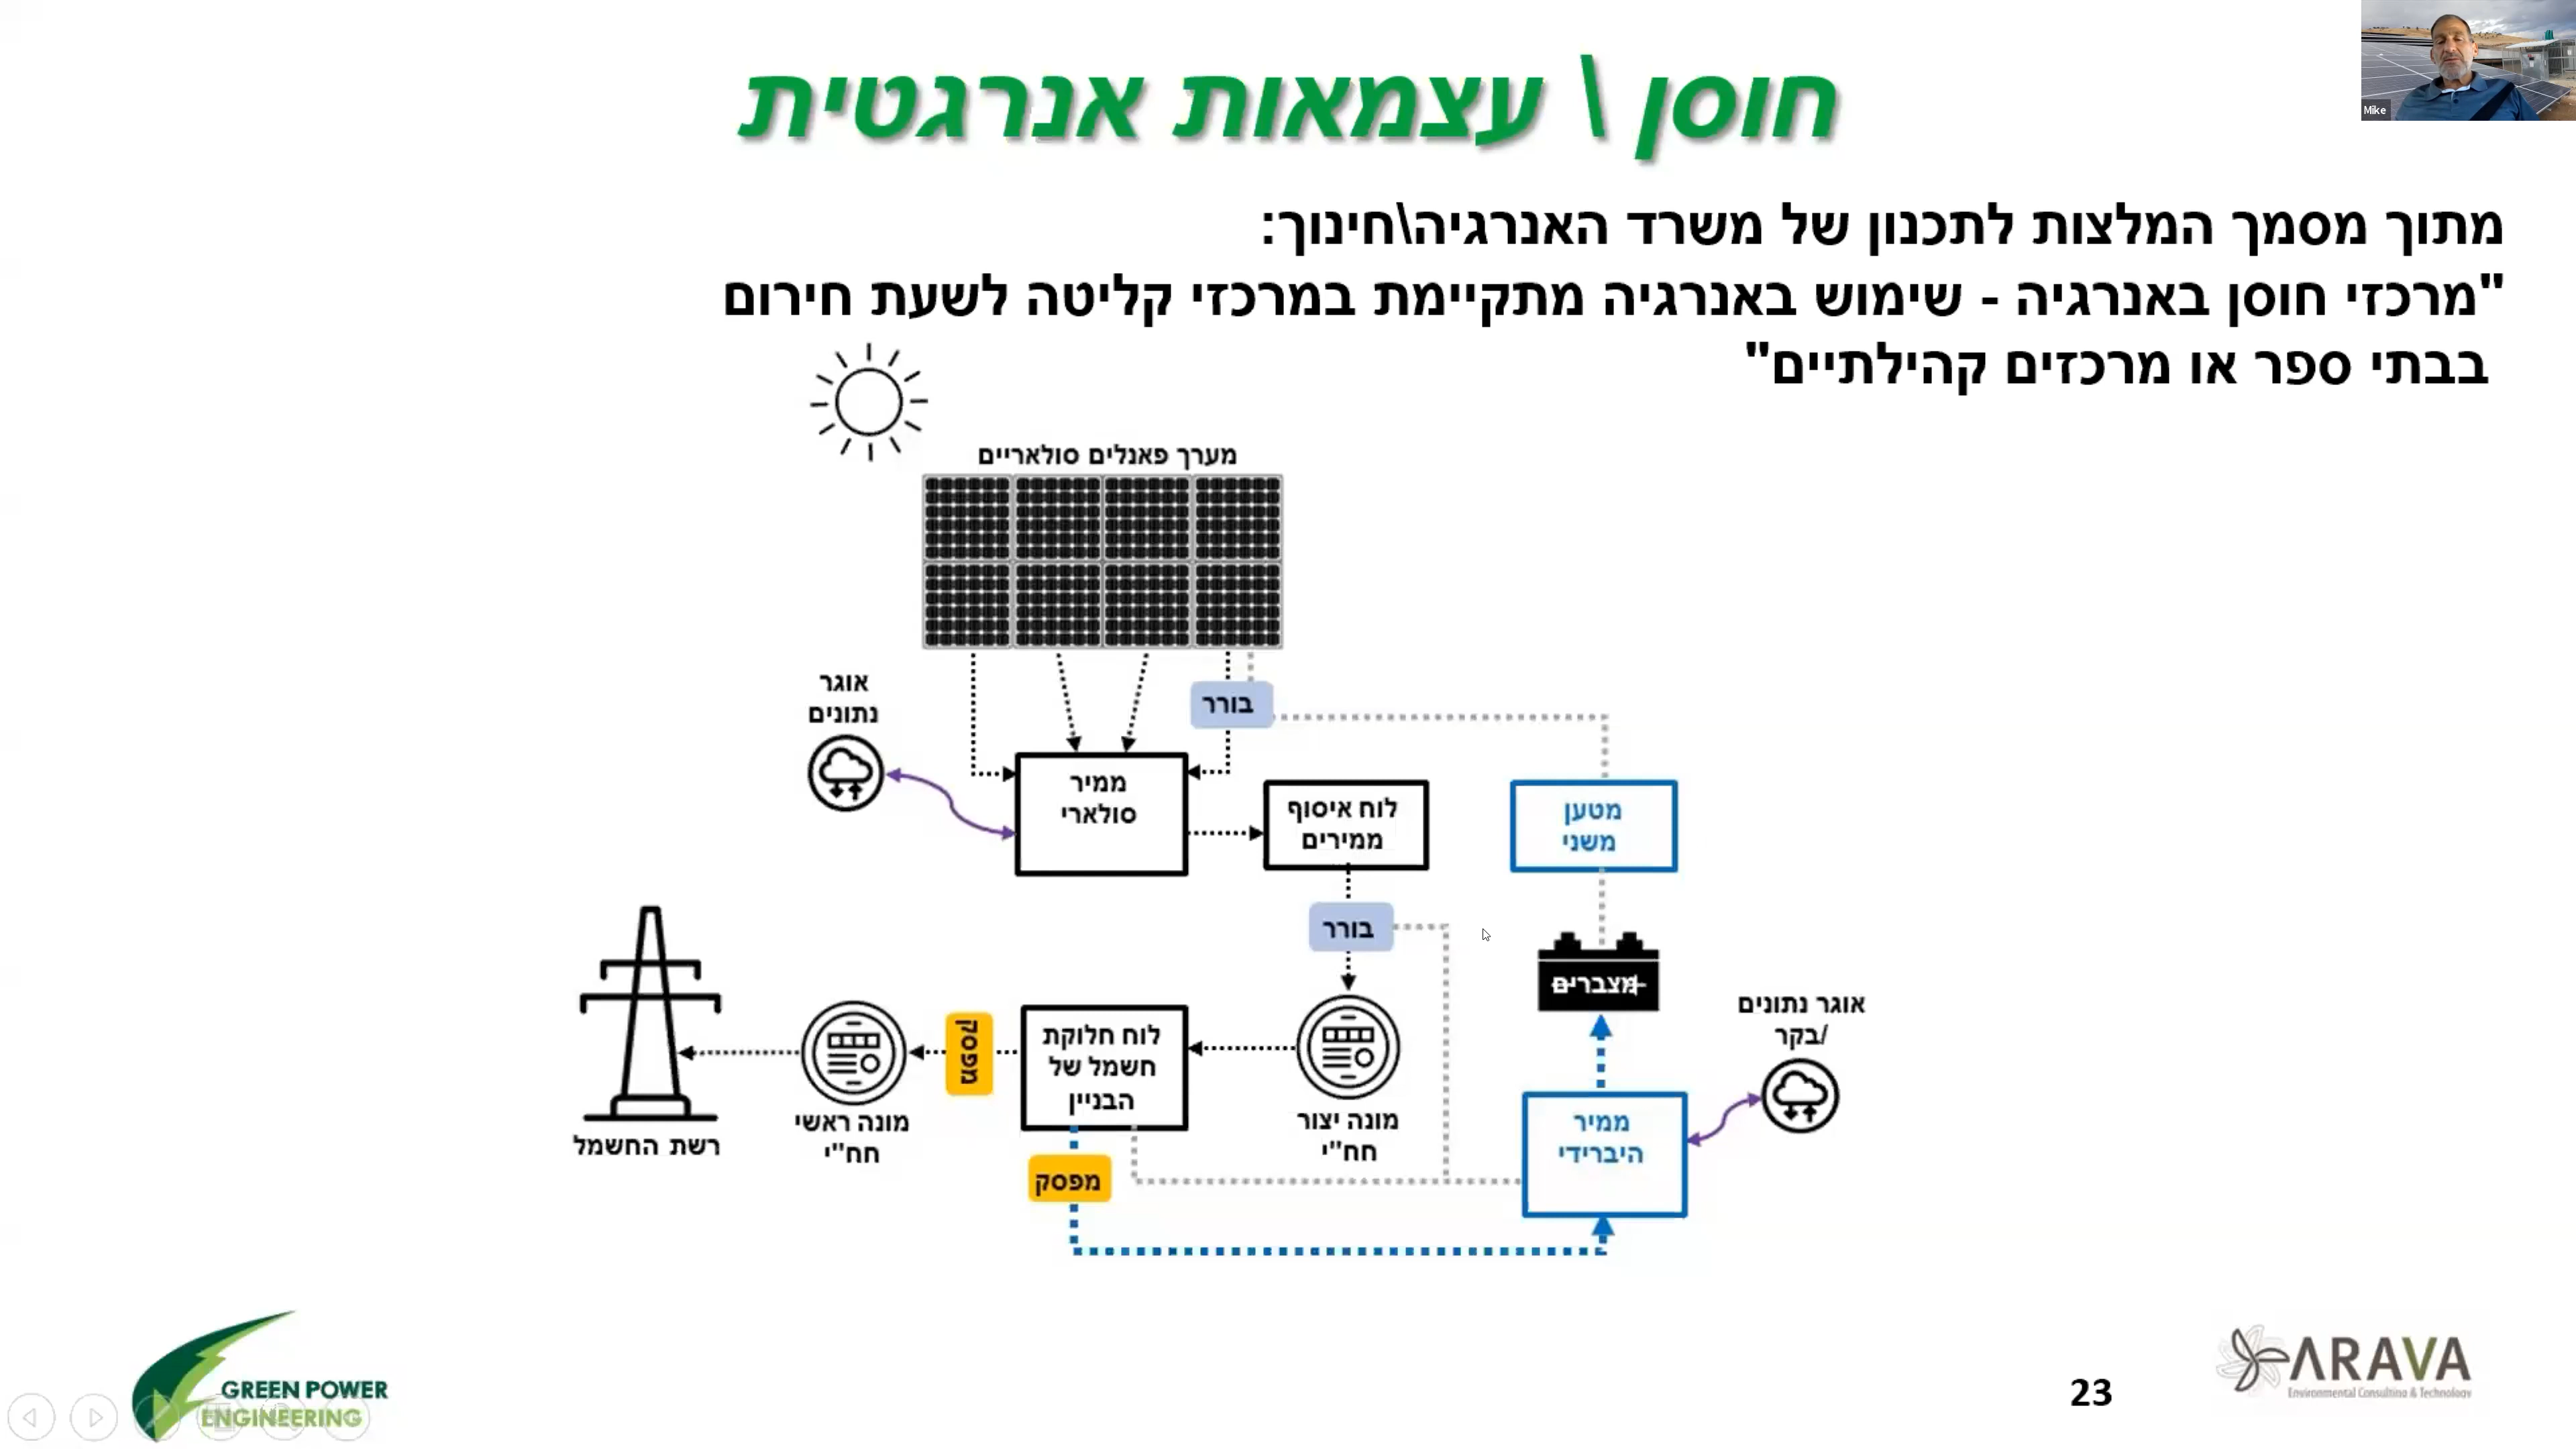 חוסן \ עצמאות אנרגטית
Mike
מתוך מסמך המלצות לתכנון של משרד האנרגיה\חינוך:
"מרכזי חוסן באנרגיה - שימוש באנרגיה מתקיימת במרכזי קליטה לשעת חירום
בבתי ספר או מרכזים קהילתיים"
מערך פאנלים סולאריים
אוגר
נתונים
בורר
ממיר
סולארי
לוח איסוף
ממירים
מטען
משני
בורר
מצברים
אוגר נתונים
/בקר
לוח חלוקת
חשמל של
הבניין
מפסק
מונה ראשי
חח"י
רשת החשמל
מונה יצור
חח"י
ממיר
היברידי
מפסק
GREEN POWER
ENGINEERING
23
ARAVA
Environmental Consulting & Technology